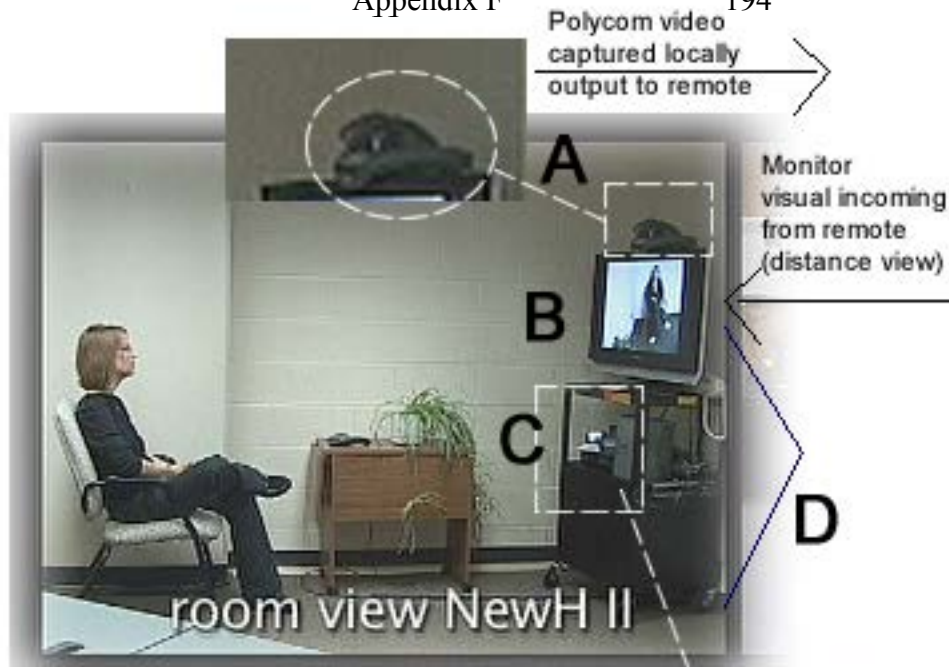 Appendix F 194
Polycom video
captured locally
output to remote
A
Monitor
visual incoming
from remote
(distance view)
B
C
D
room view NewH II